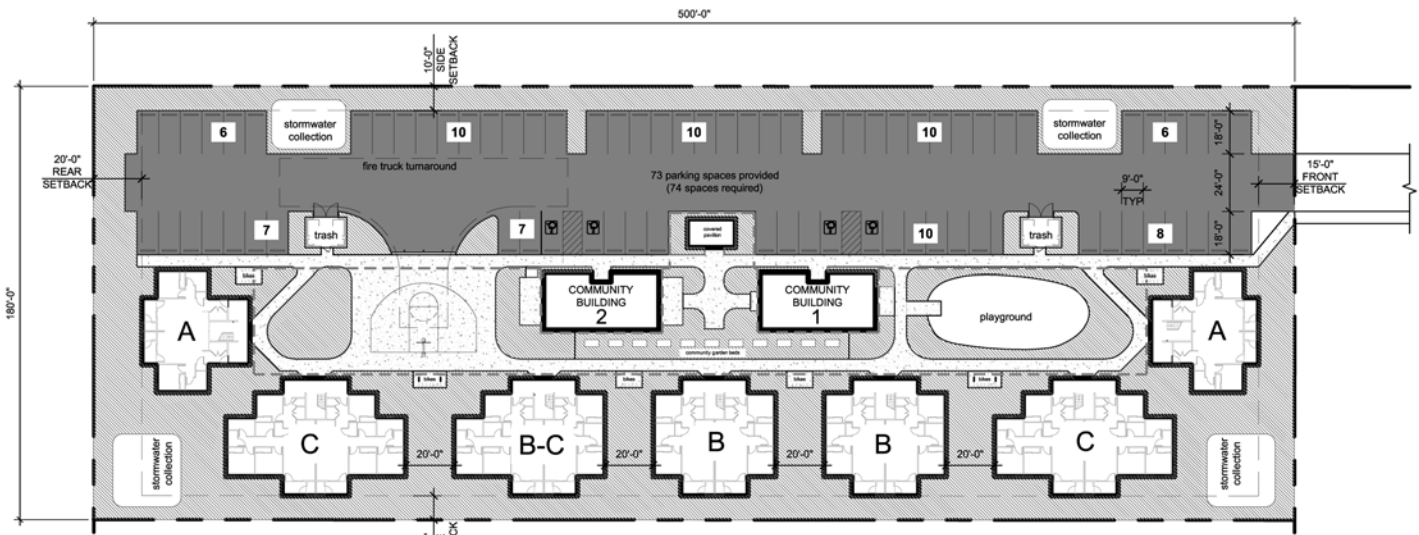 500'-0"
10'-0"
SIDE
SETBACK
180'-0"
20'-0"
REAR
SETBACK
15'-0"
FRONT
SETBACK
6
stormwater
collection
10
10
10
stormwater
collection
6
18'-0"
fire truck turnaround
73 parking spaces provided
(74 spaces required)
9'-0"
TYP
24'-0"
7
trash
7
covered
pavilion
10
trash
8
18'-0"
bikes
bikes
A
COMMUNITY
BUILDING
2
COMMUNITY
BUILDING
1
playground
A
community garden beds
bikes
bikes
bikes
bikes
C
B-C
B
B
C
20'-0"
20'-0"
20'-0"
20'-0"
stormwater
collection
stormwater
collection